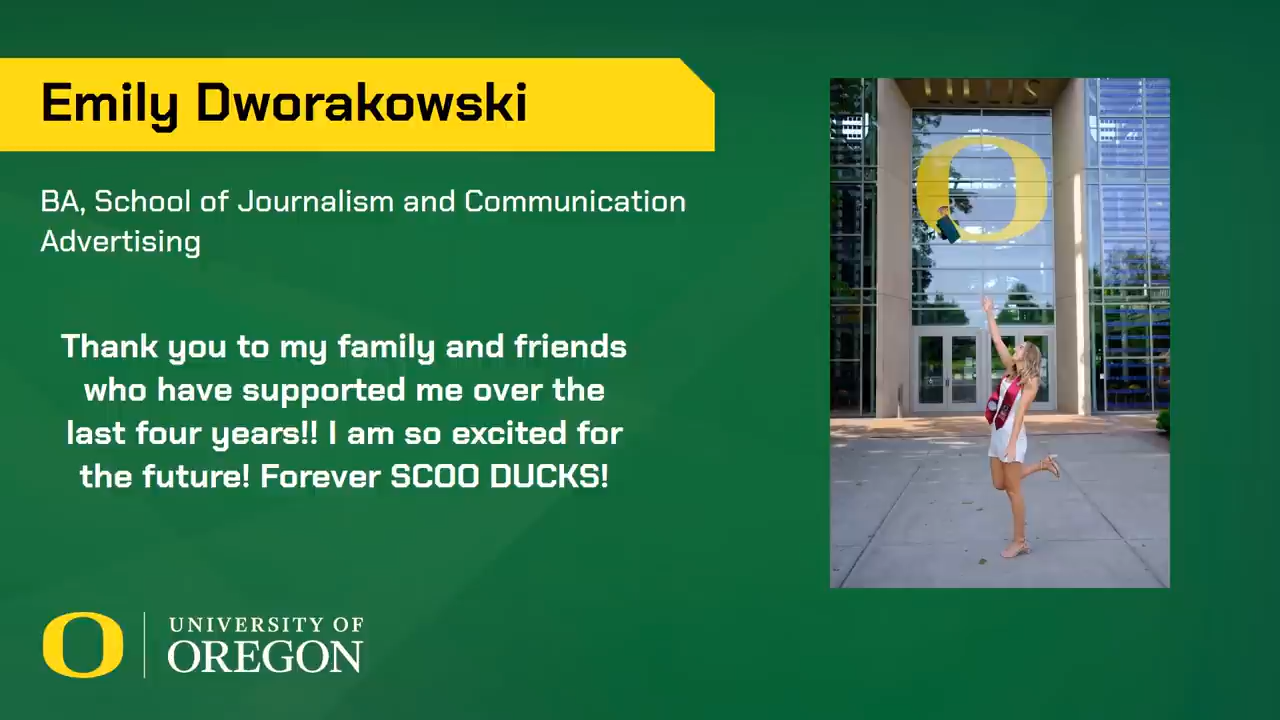 Emily Dworakowski
BA, School of Journalism and Communication
Advertising
Thank you to my family and friends
who have supported me over the
last four years!! I am so excited for
the future! Forever SCOO DUCKS!
UNIVERSITY OF
OREGON
LILLIS
O
O